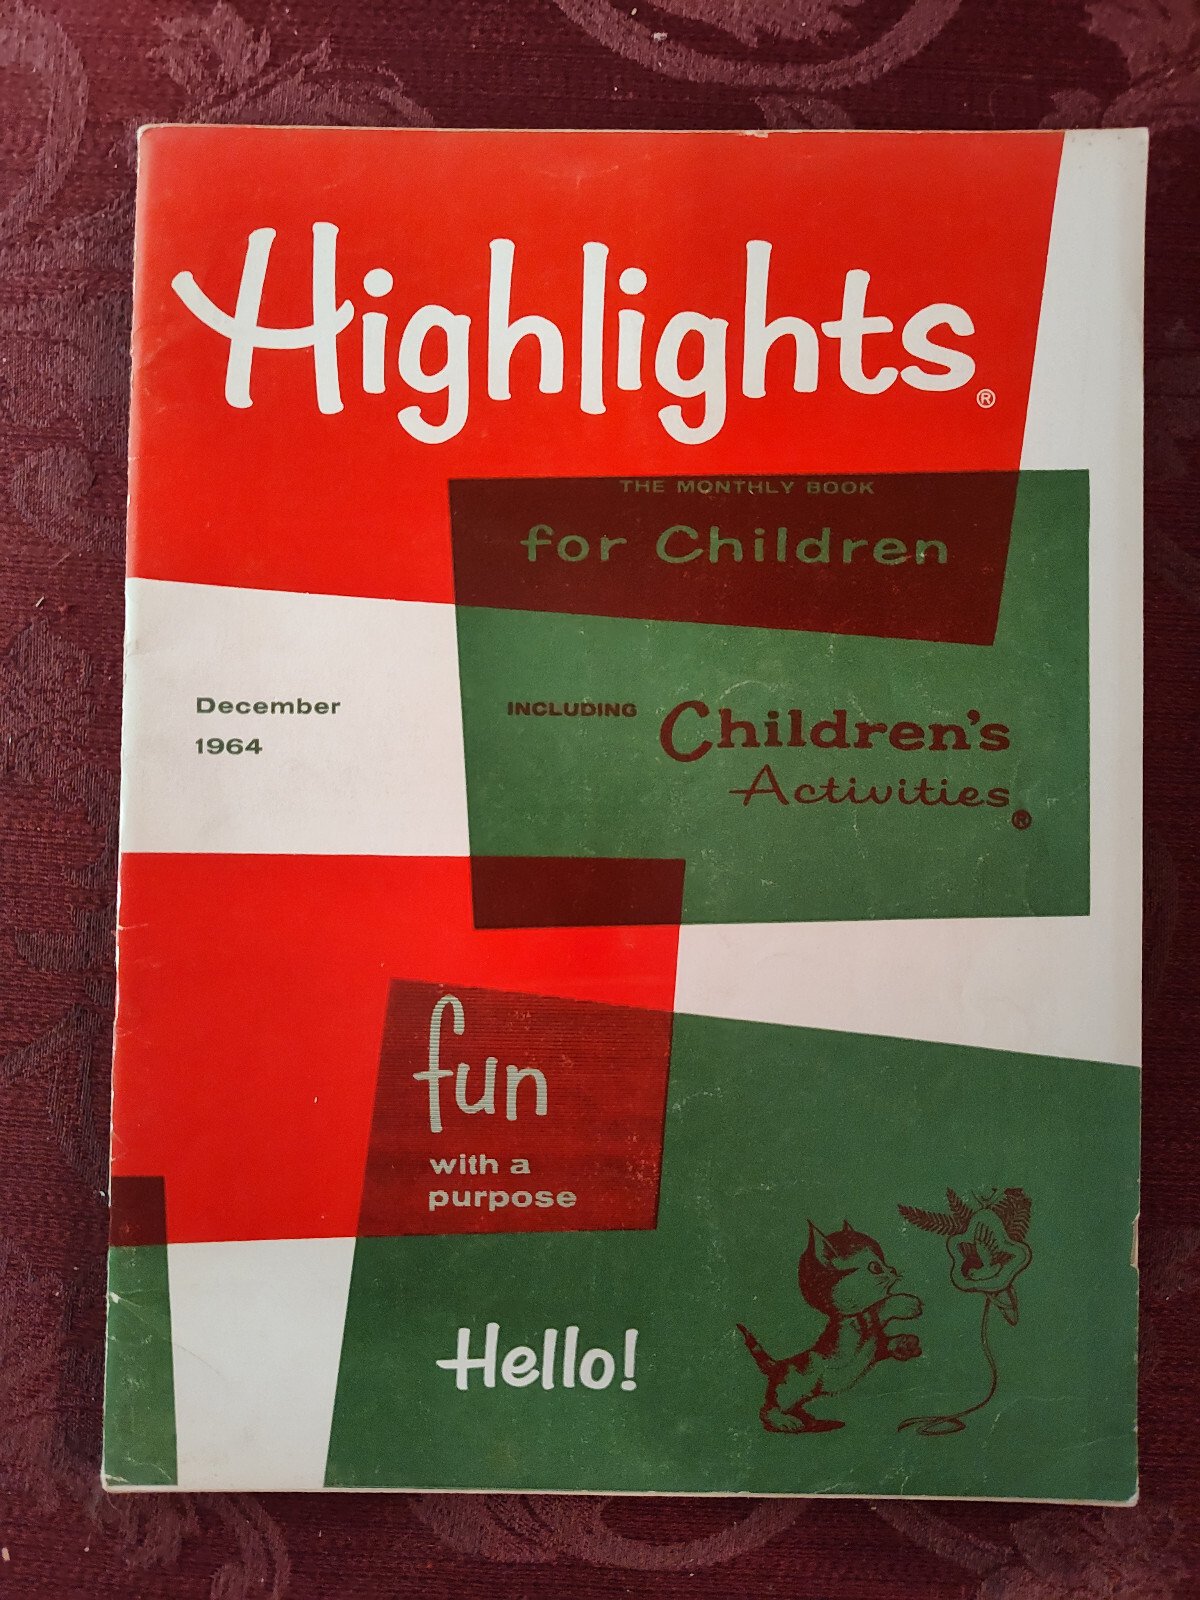 Highlights®
THE MONTHLY BOOK
for Children
December
1964
INCLUDING Children's
Activities®
fun
with a
purpose
Hello!